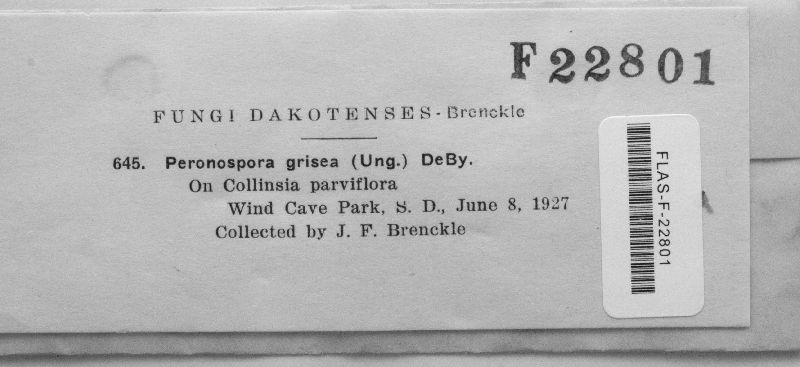 F22801
FUNGI DAKOTENSES-Brenckle
645. Peronospora grisea (Ung.) DeBy.
On Collinsia parviflora
Wind Cave Park, S. D., June 8, 1927
Collected by J. F. Brenckle
FLAS-F-22801